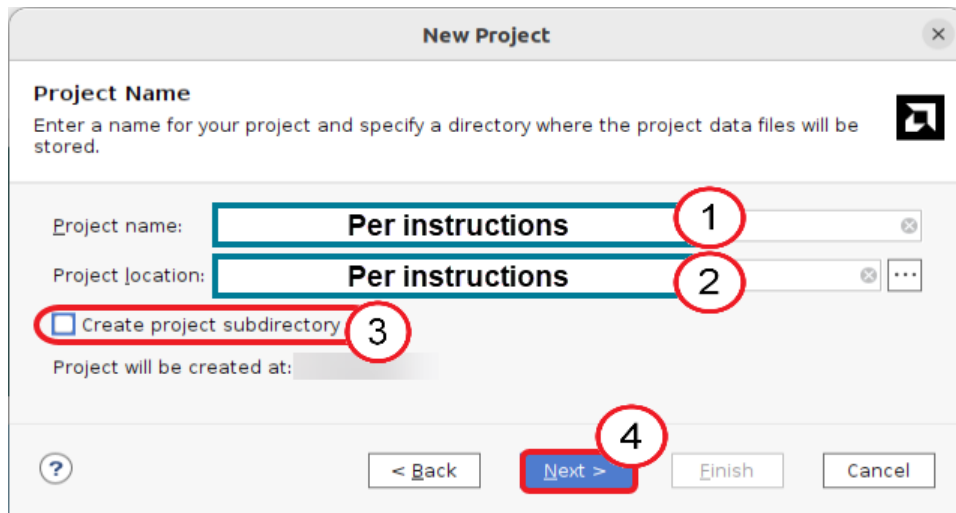 New Project
Project Name
Enter a name for your project and specify a directory where the project data files will be
stored.
Project name: Per instructions 1
Project location: Per instructions 2 ...
Create project subdirectory 3
Project will be created at:
4
? < Back Next > Finish Cancel